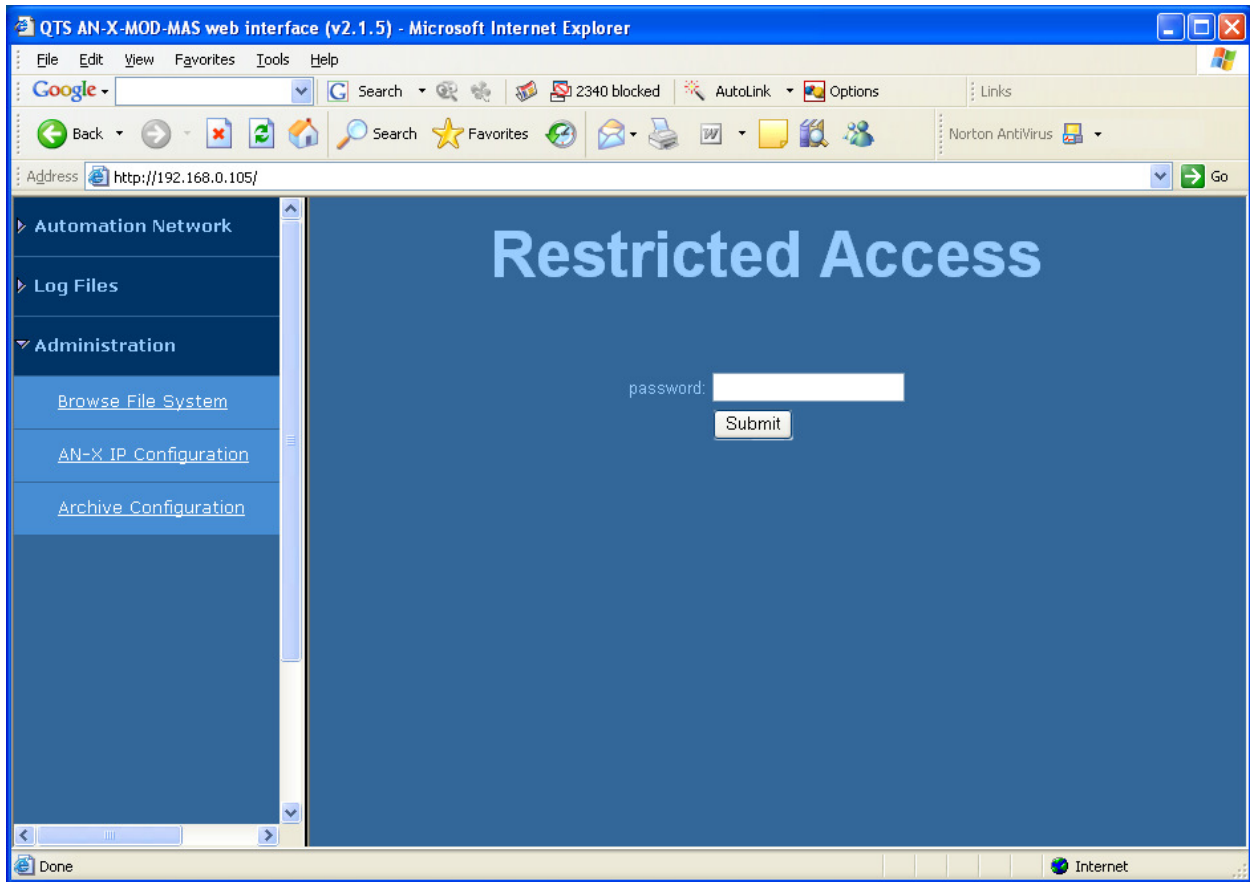 QTS AN-X-MOD-MAS web interface (v2.1.5) - Microsoft Internet Explorer
File Edit View Favorites Tools Help
Google Search 2340 blocked AutoLink Options Links
Back Search Favorites Norton AntiVirus
Address http://192.168.0.105/ Go
Automation Network
Log Files
Administration
Browse File System
AN-X IP Configuration
Archive Configuration
Restricted Access
password:
Submit
Done Internet